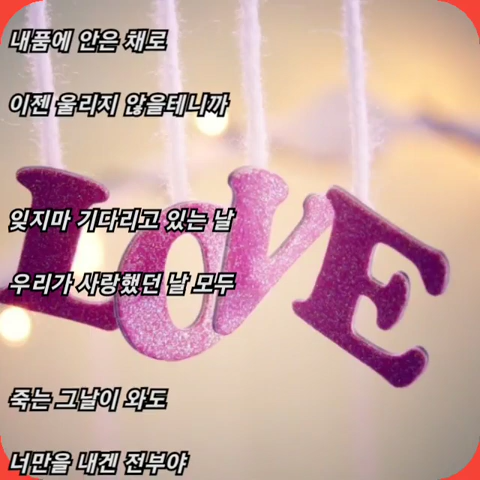 내품에 안은 채로
이젠 울리지 않을테니까
잊지마 기다리고 있는 날
우리가 사랑했던 날 모두
LOVE
죽는 그날이 와도
너만을 내겐 전부야